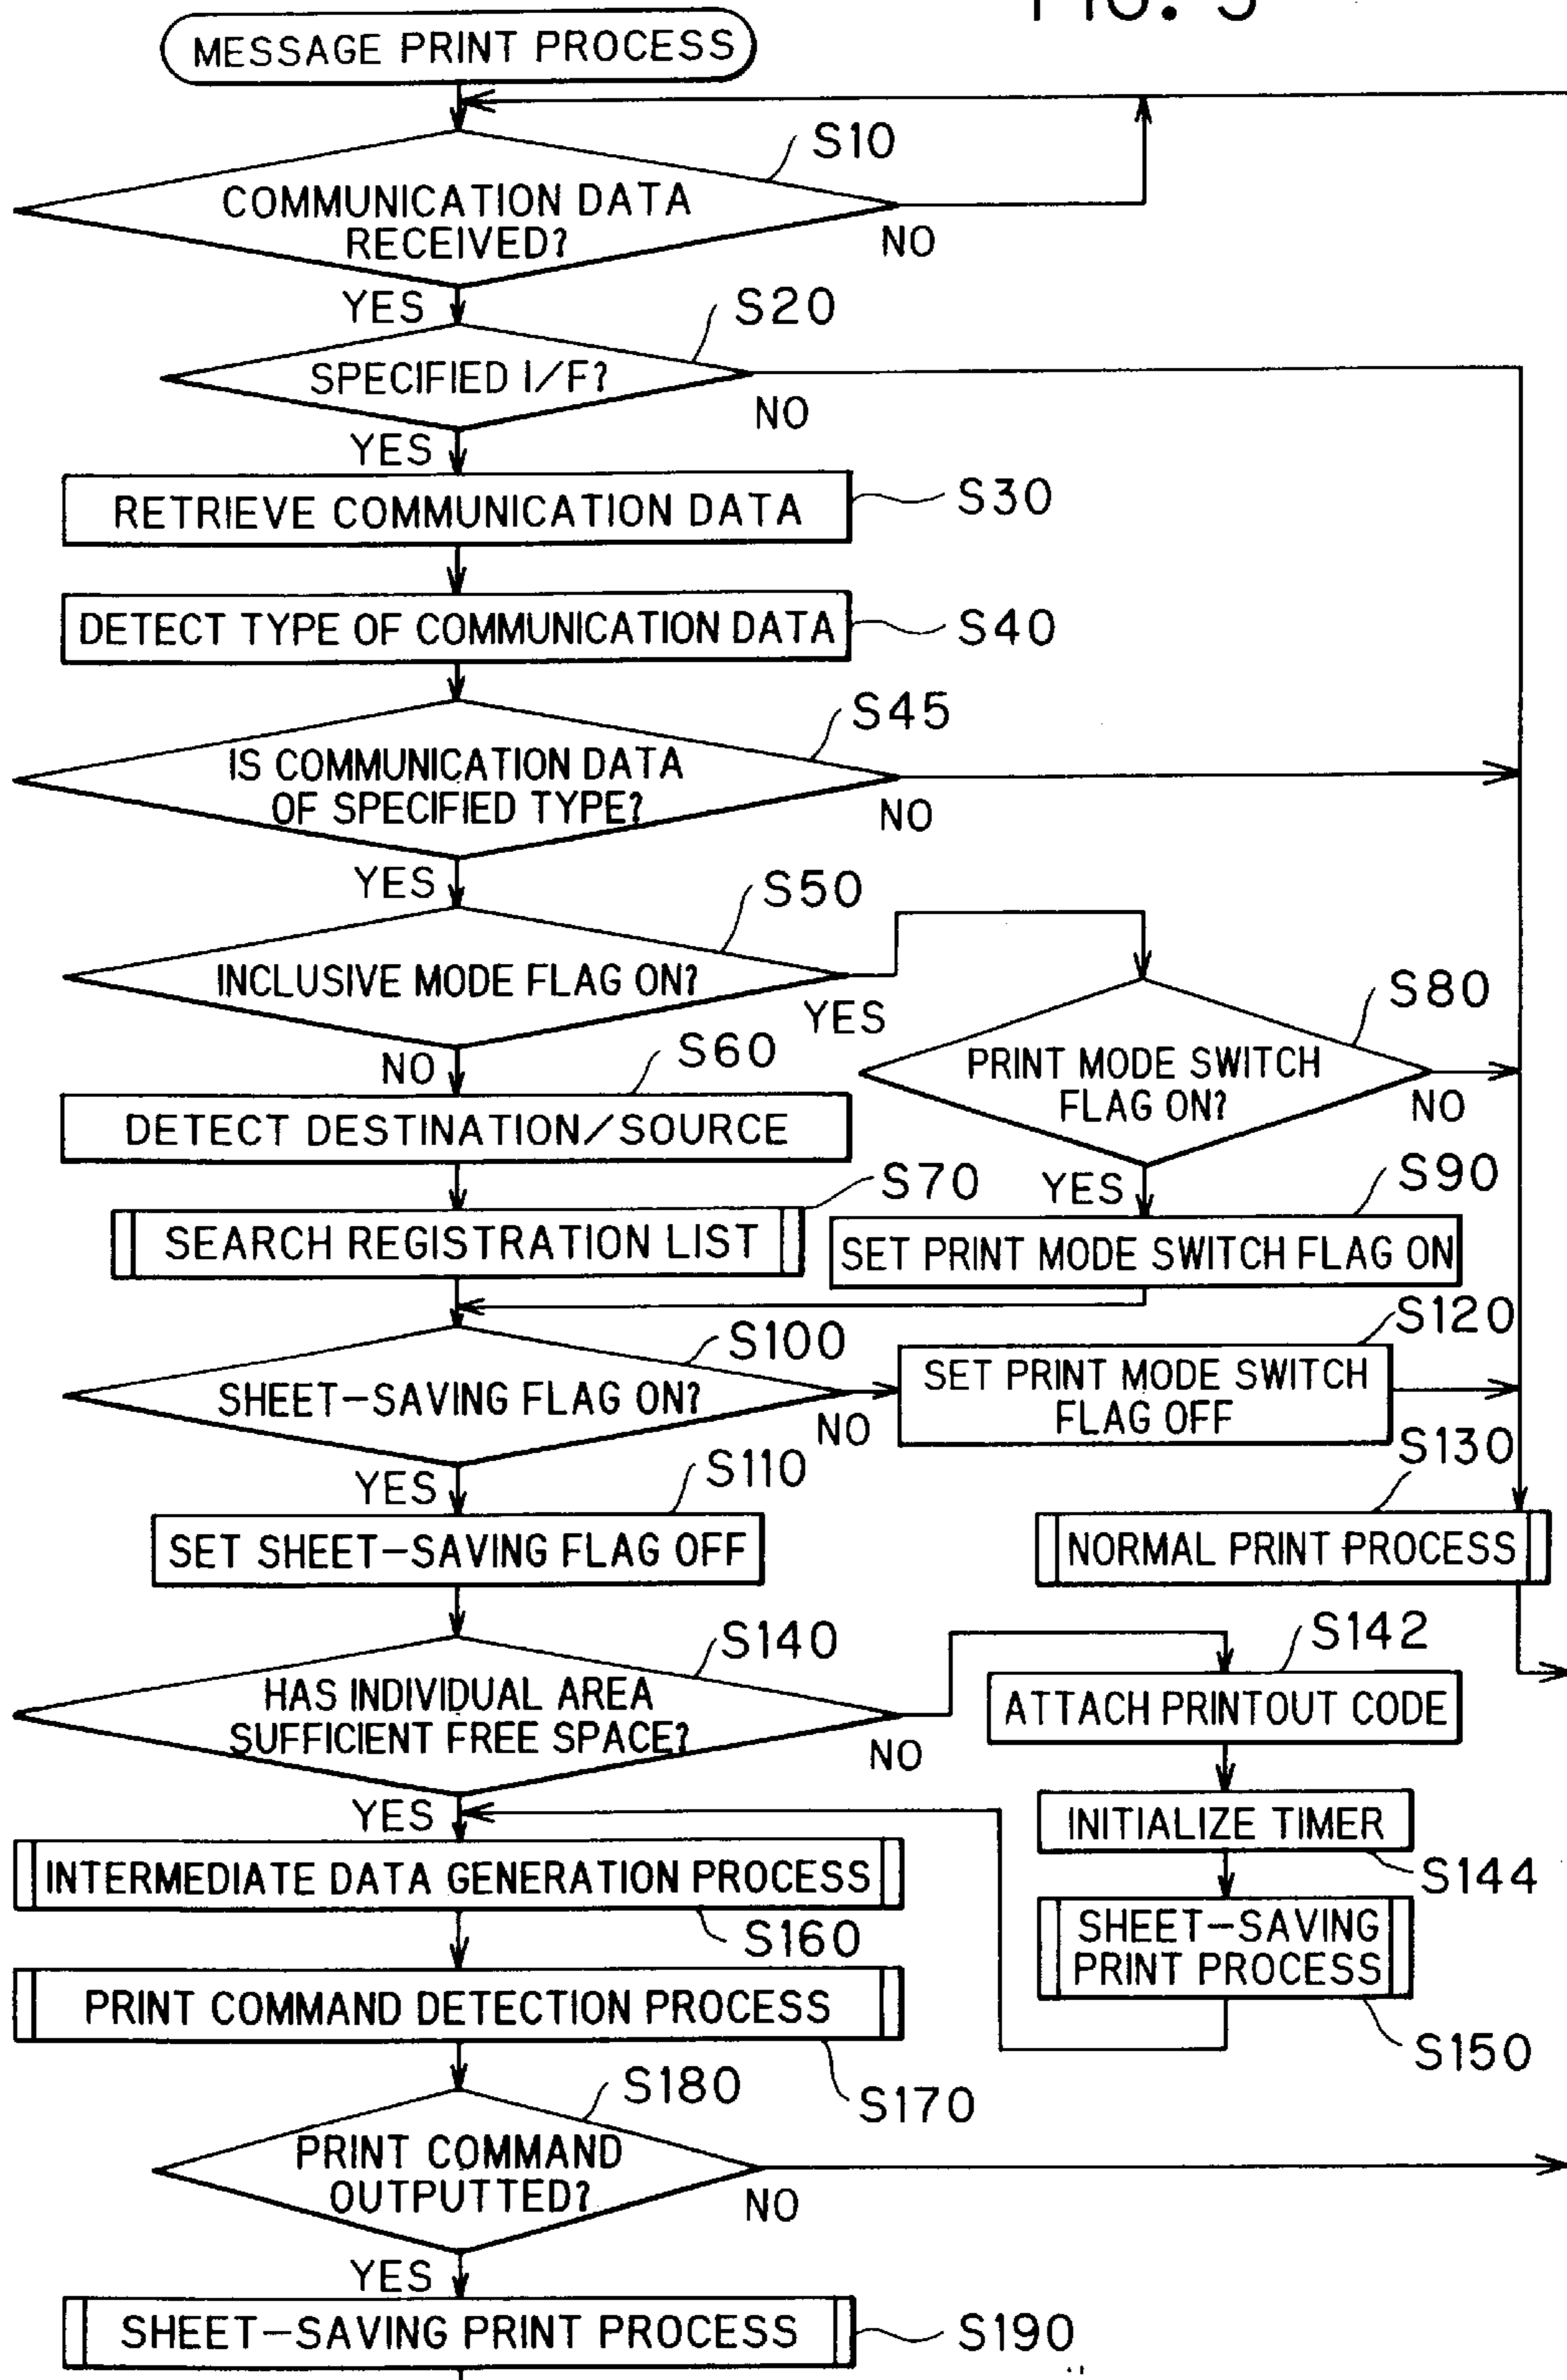 FIG. 5
MESSAGE PRINT PROCESS
S10
COMMUNICATION DATA
RECEIVED?
NO
YES
S20
SPECIFIED I/F?
NO
YES
RETRIEVE COMMUNICATION DATA
S30
DETECT TYPE OF COMMUNICATION DATA
S40
S45
IS COMMUNICATION DATA
OF SPECIFIED TYPE?
NO
YES
S50
INCLUSIVE MODE FLAG ON?
YES
S80
PRINT MODE SWITCH
FLAG ON?
NO
NO
S60
DETECT DESTINATION/SOURCE
S70
YES
S90
SEARCH REGISTRATION LIST
SET PRINT MODE SWITCH FLAG ON
S100
SHEET-SAVING FLAG ON?
NO
S120
SET PRINT MODE SWITCH
FLAG OFF
YES
S110
S130
SET SHEET-SAVING FLAG OFF
NORMAL PRINT PROCESS
S140
HAS INDIVIDUAL AREA
SUFFICIENT FREE SPACE?
NO
S142
ATTACH PRINTOUT CODE
YES
INITIALIZE TIMER
S144
INTERMEDIATE DATA GENERATION PROCESS
S160
SHEET-SAVING
PRINT PROCESS
S150
PRINT COMMAND DETECTION PROCESS
S170
S180
PRINT COMMAND
OUTPUTTED?
NO
YES
SHEET-SAVING PRINT PROCESS
S190